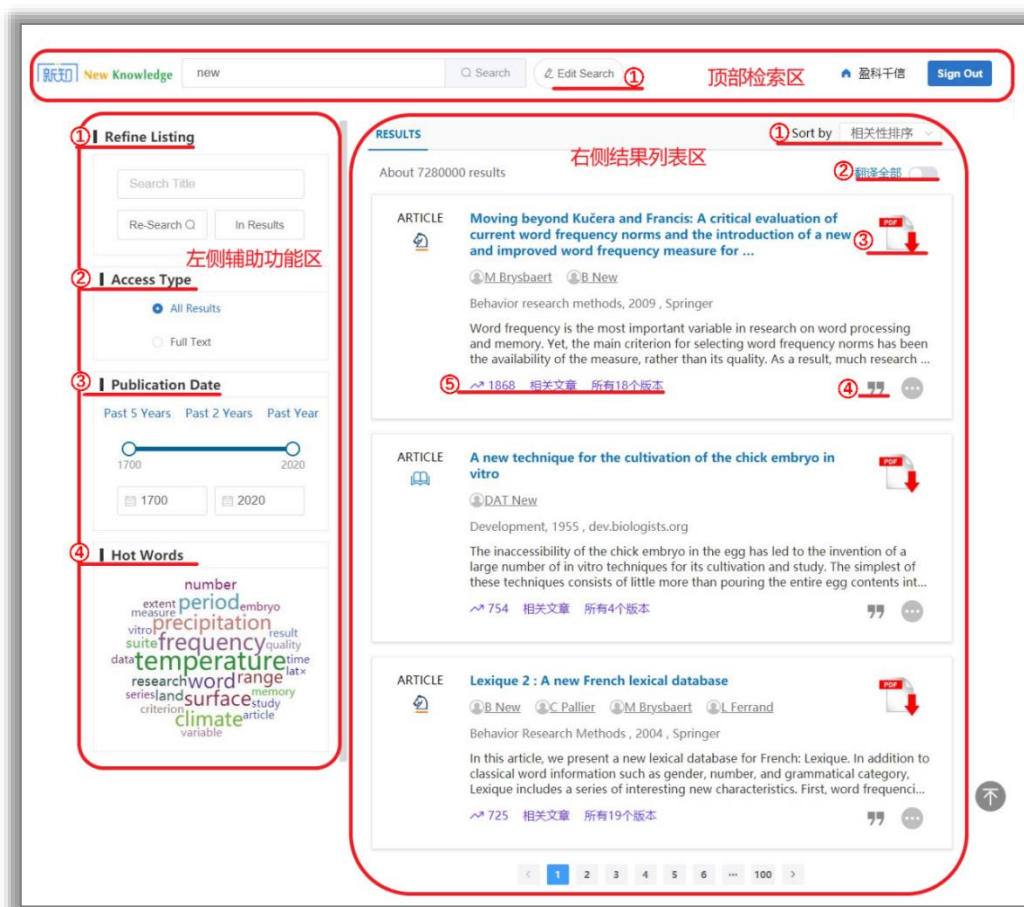 新知 New Knowledge new Search Edit Search ① 顶部检索区 盈科千信 Sign Out
① Refine Listing
Search Title
Re-Search In Results
左侧辅助功能区
② Access Type
All Results
Full Text
③ Publication Date
Past 5 Years Past 2 Years Past Year
1700 2020
1700 2020
④ Hot Words
number
extent period embryo
measure
vitro precipitation
result
suite frequency quality
data temperature time
lat×
research word range
series land surface memory
study
criterion climate article
variable
RESULTS ① Sort by 相关性排序
右侧结果列表区
About 7280000 results ② 翻译全部
ARTICLE Moving beyond Kučera and Francis: A critical evaluation of PDF
current word frequency norms and the introduction of a new ③
and improved word frequency measure for ...
M Brysbaert B New
Behavior research methods, 2009 , Springer
Word frequency is the most important variable in research on word processing
and memory. Yet, the main criterion for selecting word frequency norms has been
the availability of the measure, rather than its quality. As a result, much research ...
⑤ 1868 相关文章 所有18个版本 ④
ARTICLE A new technique for the cultivation of the chick embryo in PDF
vitro
DAT New
Development, 1955 , dev.biologists.org
The inaccessibility of the chick embryo in the egg has led to the invention of a
large number of in vitro techniques for its cultivation and study. The simplest of
these techniques consists of little more than pouring the entire egg contents int...
754 相关文章 所有4个版本
ARTICLE Lexique 2 : A new French lexical database PDF
B New C Pallier M Brysbaert L Ferrand
Behavior Research Methods , 2004 , Springer
In this article, we present a new lexical database for French: Lexique. In addition to
classical word information such as gender, number, and grammatical category,
Lexique includes a series of interesting new characteristics. First, word frequenci...
725 相关文章 所有19个版本
1 2 3 4 5 6 ··· 100